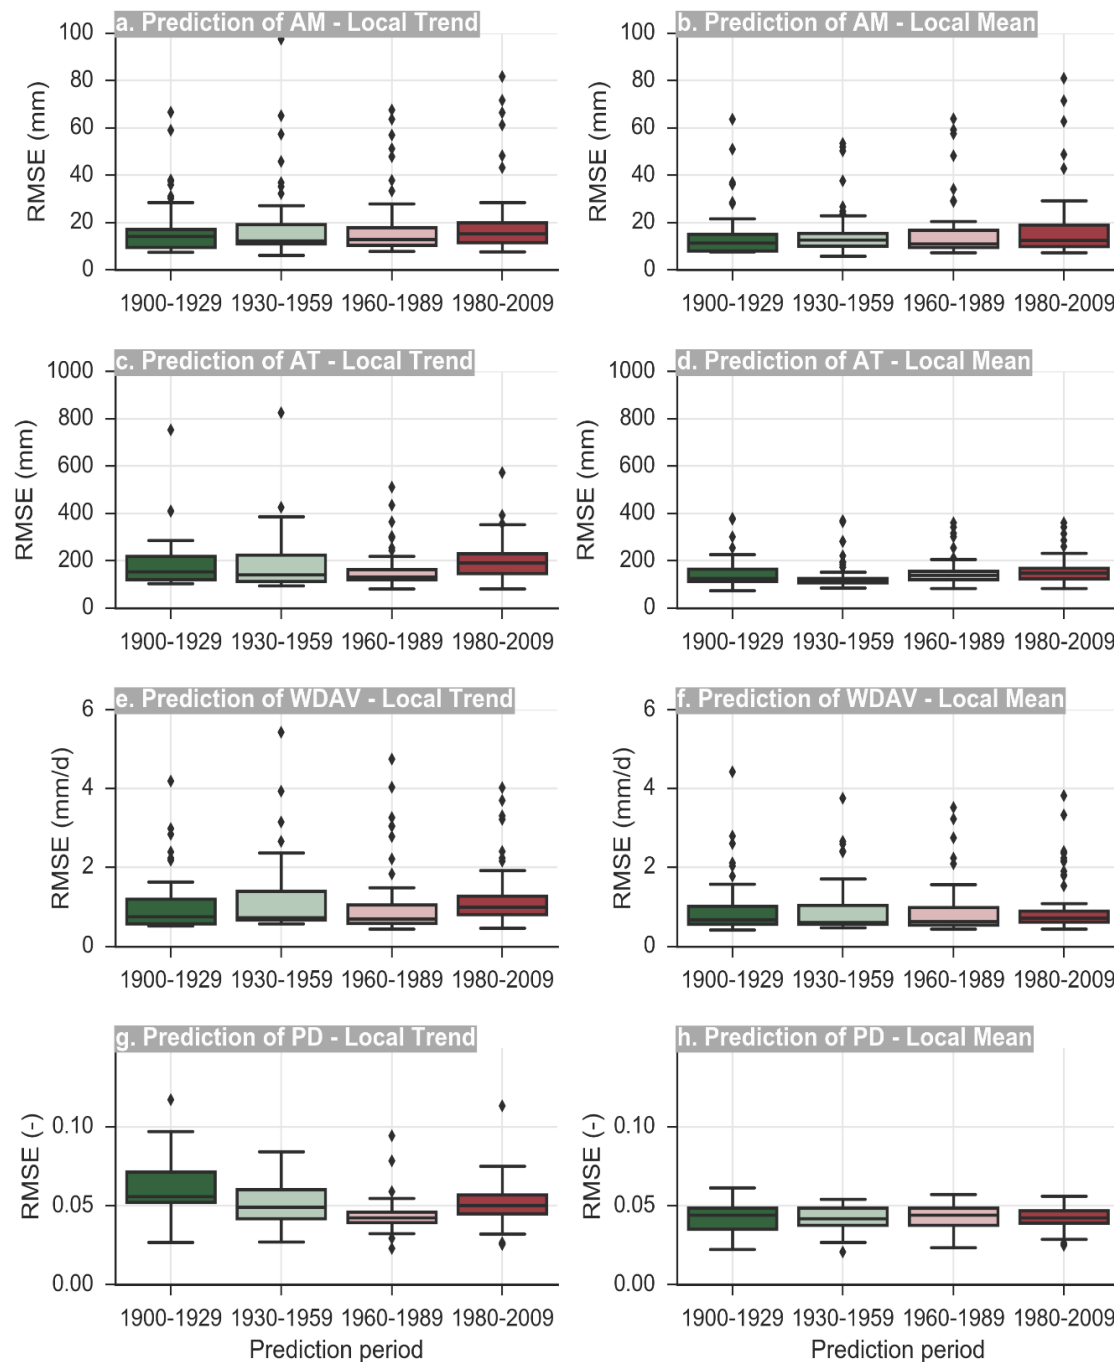 a. Prediction of AM - Local Trend
b. Prediction of AM - Local Mean
100
80
60
40
20
0
RMSE (mm)
1900-1929 1930-1959 1960-1989 1980-2009
100
80
60
40
20
0
RMSE (mm)
1900-1929 1930-1959 1960-1989 1980-2009
c. Prediction of AT - Local Trend
d. Prediction of AT - Local Mean
1000
800
600
400
200
0
RMSE (mm)
1900-1929 1930-1959 1960-1989 1980-2009
1000
800
600
400
200
0
RMSE (mm)
1900-1929 1930-1959 1960-1989 1980-2009
e. Prediction of WDAV - Local Trend
f. Prediction of WDAV - Local Mean
6
4
2
0
RMSE (mm/d)
1900-1929 1930-1959 1960-1989 1980-2009
6
4
2
0
RMSE (mm/d)
1900-1929 1930-1959 1960-1989 1980-2009
g. Prediction of PD - Local Trend
h. Prediction of PD - Local Mean
0.10
0.05
0.00
RMSE (-)
1900-1929 1930-1959 1960-1989 1980-2009
Prediction period
0.10
0.05
0.00
RMSE (-)
1900-1929 1930-1959 1960-1989 1980-2009
Prediction period